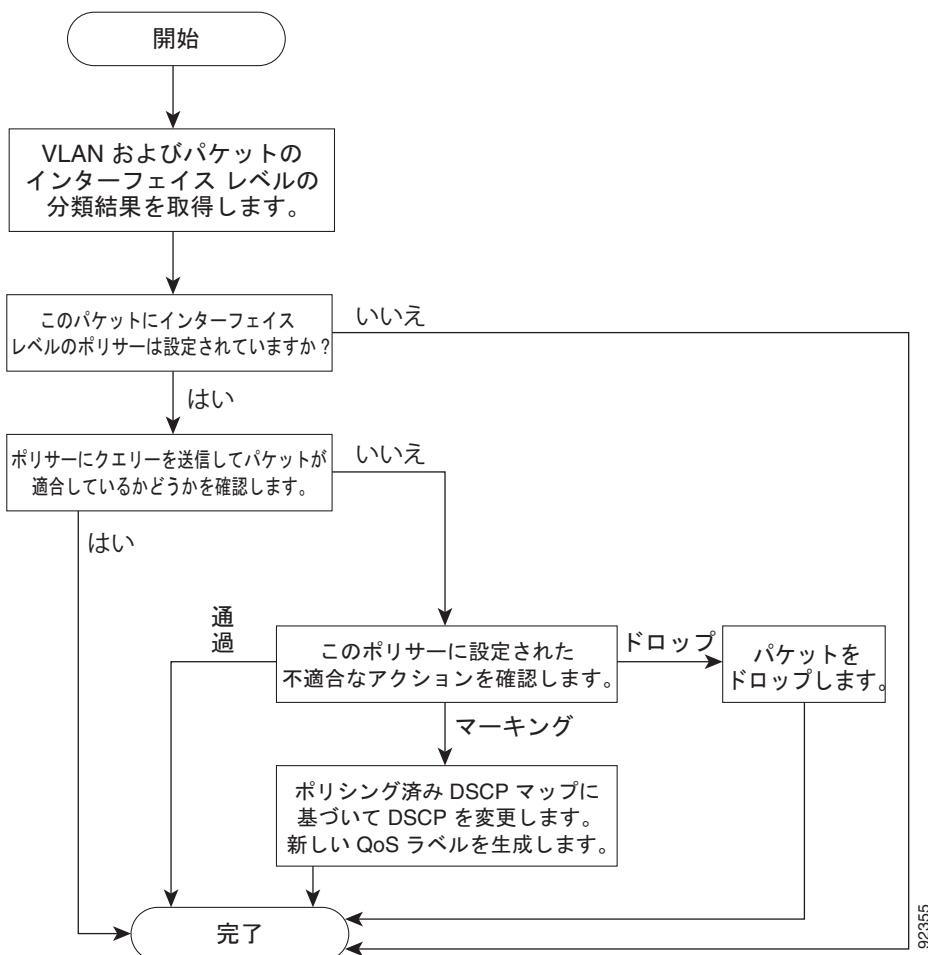 開始
VLAN およびパケットの
インターフェイス レベルの
分類結果を取得します。
このパケットにインターフェイス
レベルのポリサーは設定されていますか？
いいえ
はい
ポリサーにクエリーを送信してパケットが
適合しているかどうかを確認します。
いいえ
はい
通
過
このポリサーに設定された
不適合なアクションを確認します。
ドロップ
パケットを
ドロップします。
マーキング
ポリシング済み DSCP マップに
基づいて DSCP を変更します。
新しい QoS ラベルを生成します。
完了
92355